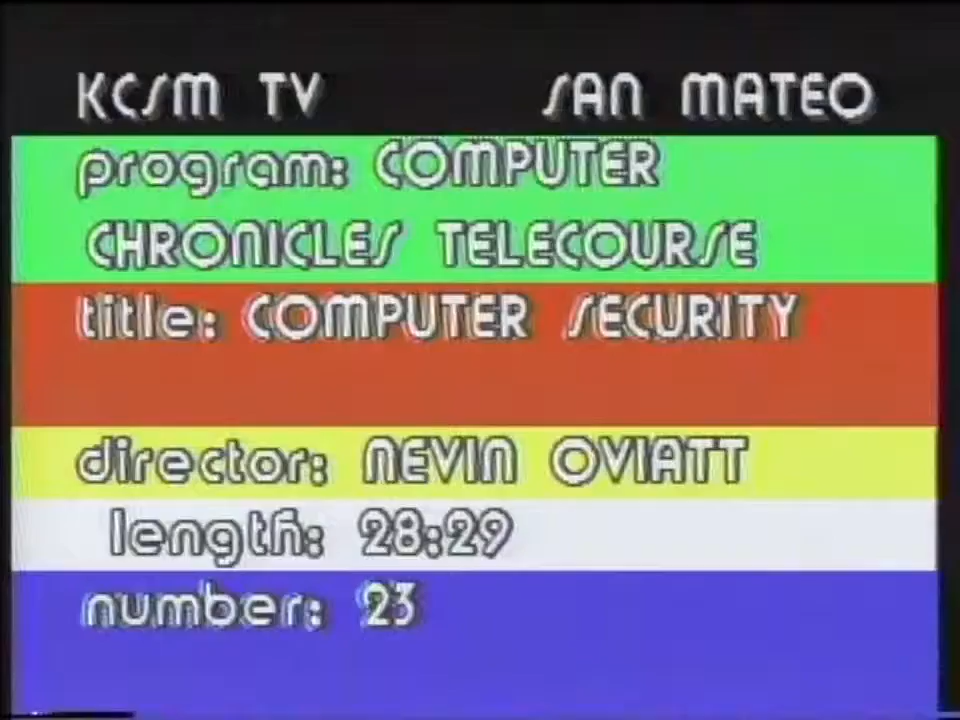 KCSM TV SAN MATEO
program: COMPUTER
CHRONICLES TELECOURSE
title: COMPUTER SECURITY
director: NEVIN OVIATT
length: 28:29
number: 23